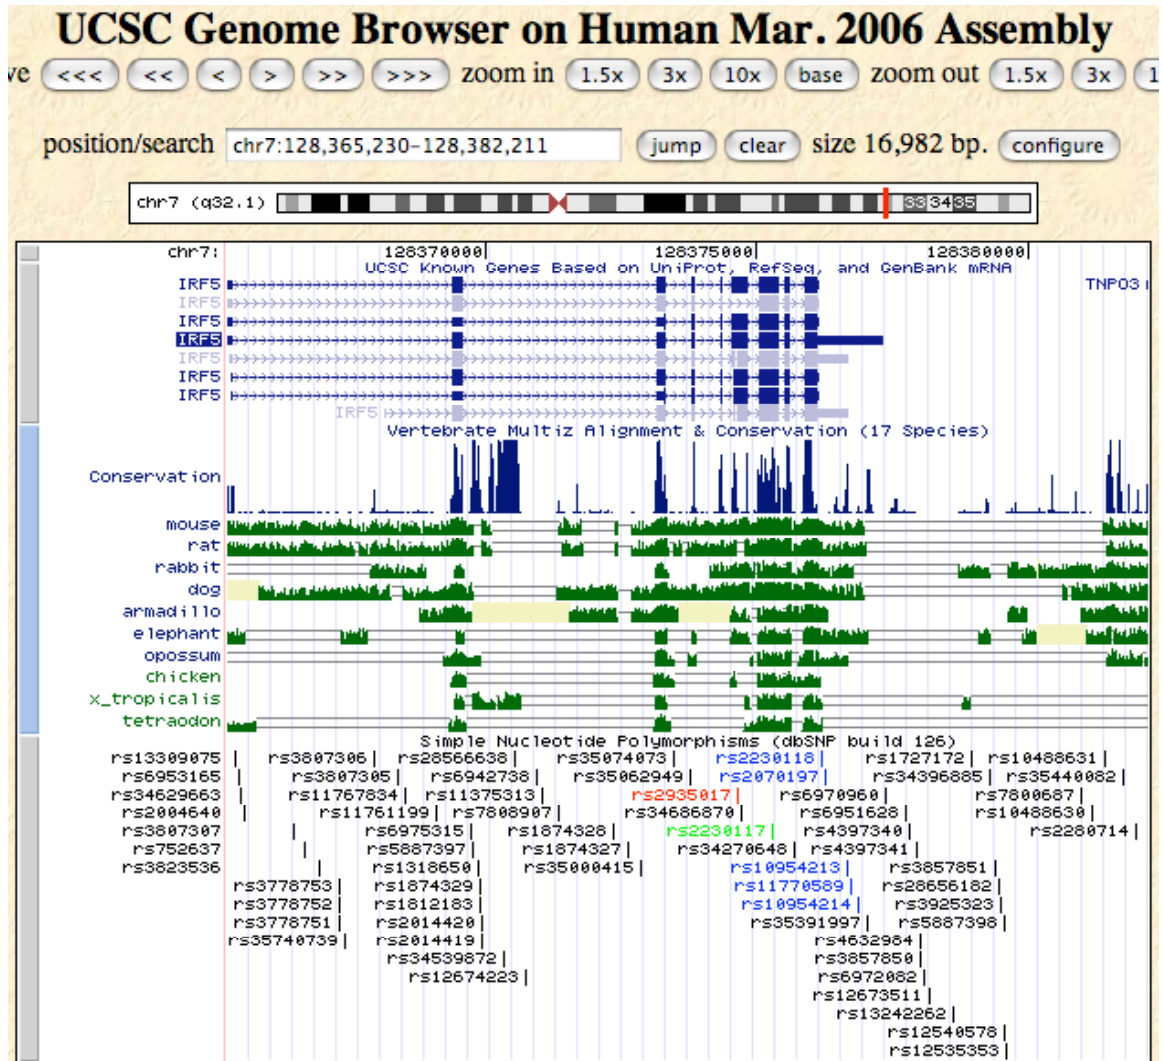 UCSC Genome Browser on Human Mar. 2006 Assembly
ve <<< << < > >> >>> zoom in 1.5x 3x 10x base zoom out 1.5x 3x 1
position/search chr7:128,365,230-128,382,211 jump clear size 16,982 bp. configure
chr7 (q32.1) 33 34 35
chr7: 128370000| 128375000| 128380000|
UCSC Known Genes Based on UniProt, RefSeq, and GenBank mRNA
IRF5 TNPO3
IRF5
IRF5
IRF5
IRF5
IRF5
IRF5
IRF5
Vertebrate Multiz Alignment & Conservation (17 Species)
Conservation
mouse
rat
rabbit
dog
armadillo
elephant
opossum
chicken
x_tropicalis
tetraodon
Simple Nucleotide Polymorphisms (dbSNP build 126)
rs13309075 rs3807306 rs28566638 rs35074073 rs2230118 rs1727172 rs10488631
rs6953165 rs3807305 rs6942738 rs35062949 rs2070197 rs34396885 rs35440082
rs34629663 rs11767834 rs11375313 rs2935017 rs6970960 rs7800687
rs2004640 rs11761199 rs7808907 rs34686870 rs6951628 rs10488630
rs3807307 rs6975315 rs1874328 rs2230117 rs4397340 rs2280714
rs752637 rs5887397 rs1874327 rs34270648 rs4397341
rs3823536 rs1318650 rs35000415 rs10954213 rs3857851
rs3778753 rs1874329 rs11770589 rs28656182
rs3778752 rs1812183 rs10954214 rs3925323
rs3778751 rs2014420 rs35391997 rs5887398
rs35740739 rs2014419 rs4632984
rs34539872 rs3857850
rs12674223 rs6972082
rs12673511
rs13242262
rs12540578
rs12535353